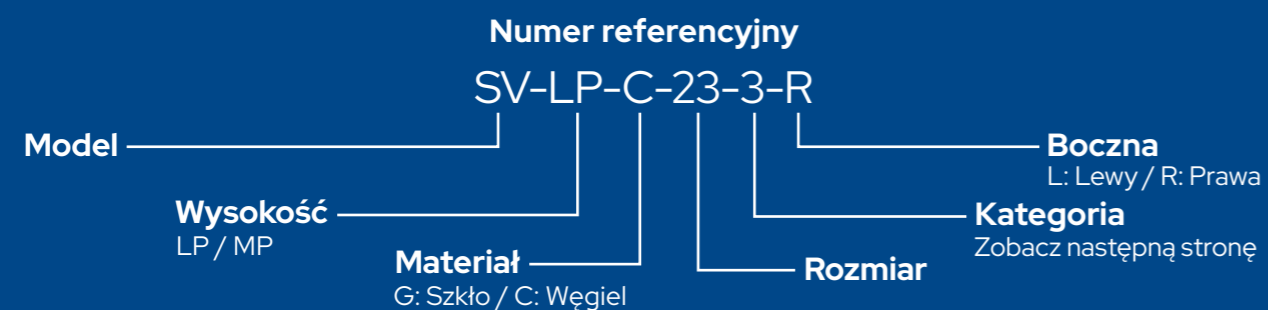 Numer referencyjny
SV-LP-C-23-3-R
Model
Boczna
L: Lewy / R: Prawa
Wysokość
LP / MP
Kategoria
Zobacz następną stronę
Materiał
G: Szkło / C: Węgiel
Rozmiar